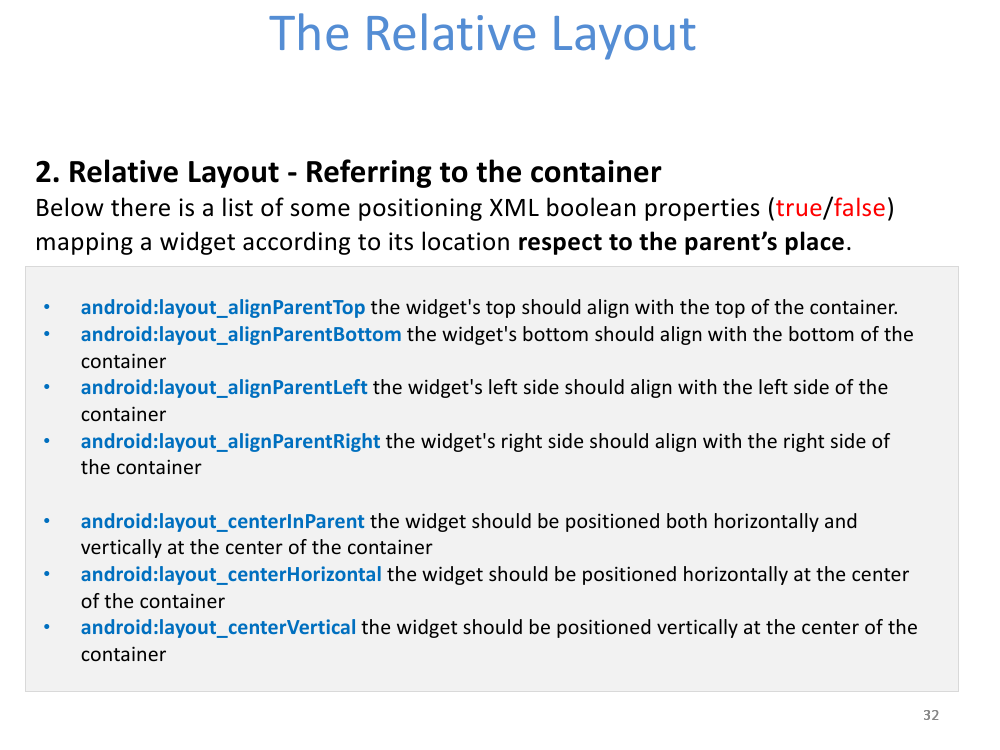 The Relative Layout
2. Relative Layout - Referring to the container
Below there is a list of some positioning XML boolean properties (true/false)
mapping a widget according to its location respect to the parent’s place.
• android:layout_alignParentTop the widget's top should align with the top of the container.
• android:layout_alignParentBottom the widget's bottom should align with the bottom of the
container
• android:layout_alignParentLeft the widget's left side should align with the left side of the
container
• android:layout_alignParentRight the widget's right side should align with the right side of
the container
• android:layout_centerInParent the widget should be positioned both horizontally and
vertically at the center of the container
• android:layout_centerHorizontal the widget should be positioned horizontally at the center
of the container
• android:layout_centerVertical the widget should be positioned vertically at the center of the
container
32